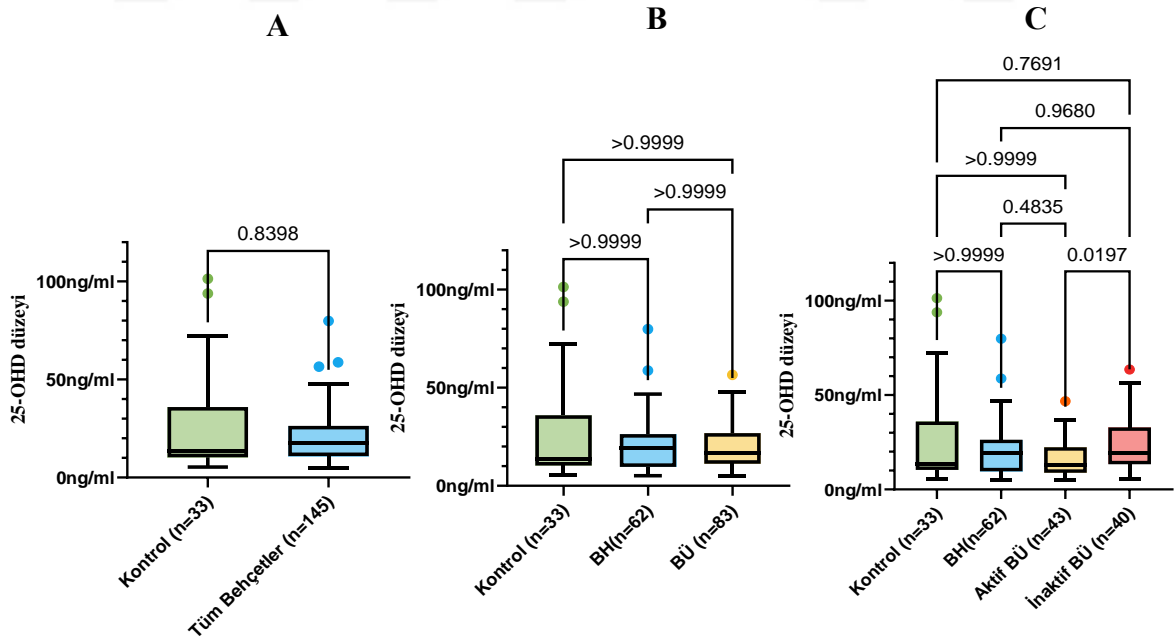 A
25-OHD düzeyi
100ng/ml
50ng/ml
0ng/ml
0.8398
Kontrol (n=33)
Tüm Behçetler (n=145)
B
25-OHD düzeyi
100ng/ml
50ng/ml
0ng/ml
>0.9999
>0.9999
>0.9999
Kontrol (n=33)
BH(n=62)
BÜ (n=83)
C
25-OHD düzeyi
100ng/ml
50ng/ml
0ng/ml
0.7691
0.9680
>0.9999
0.4835
>0.9999
0.0197
Kontrol (n=33)
BH(n=62)
Aktif BÜ (n=43)
İnaktif BÜ (n=40)